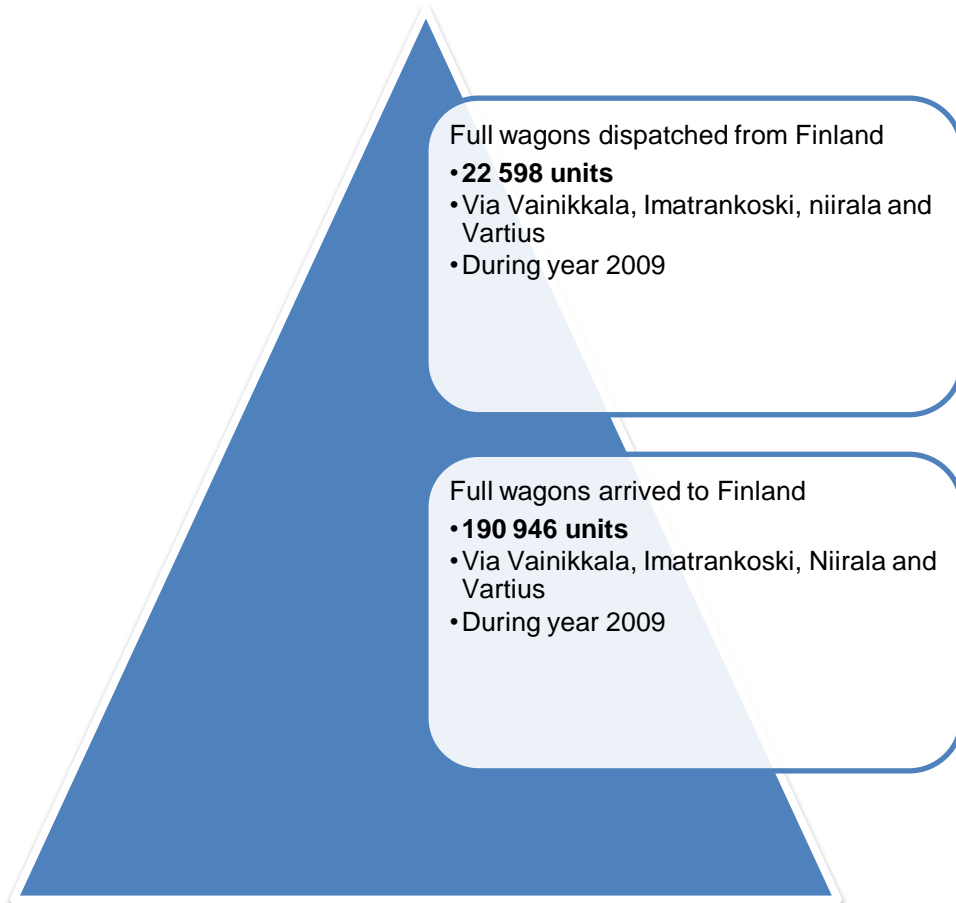 Full wagons dispatched from Finland
•22 598 units
•Via Vainikkala, Imatrankoski, niirala and
Vartius
•During year 2009
Full wagons arrived to Finland
•190 946 units
•Via Vainikkala, Imatrankoski, Niirala and
Vartius
•During year 2009